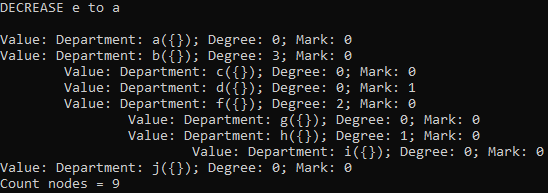 DECREASE e to a
Value: Department: a({}); Degree: 0; Mark: 0
Value: Department: b({}); Degree: 3; Mark: 0
Value: Department: c({}); Degree: 0; Mark: 0
Value: Department: d({}); Degree: 0; Mark: 1
Value: Department: f({}); Degree: 2; Mark: 0
Value: Department: g({}); Degree: 0; Mark: 0
Value: Department: h({}); Degree: 1; Mark: 0
Value: Department: i({}); Degree: 0; Mark: 0
Value: Department: j({}); Degree: 0; Mark: 0
Count nodes = 9